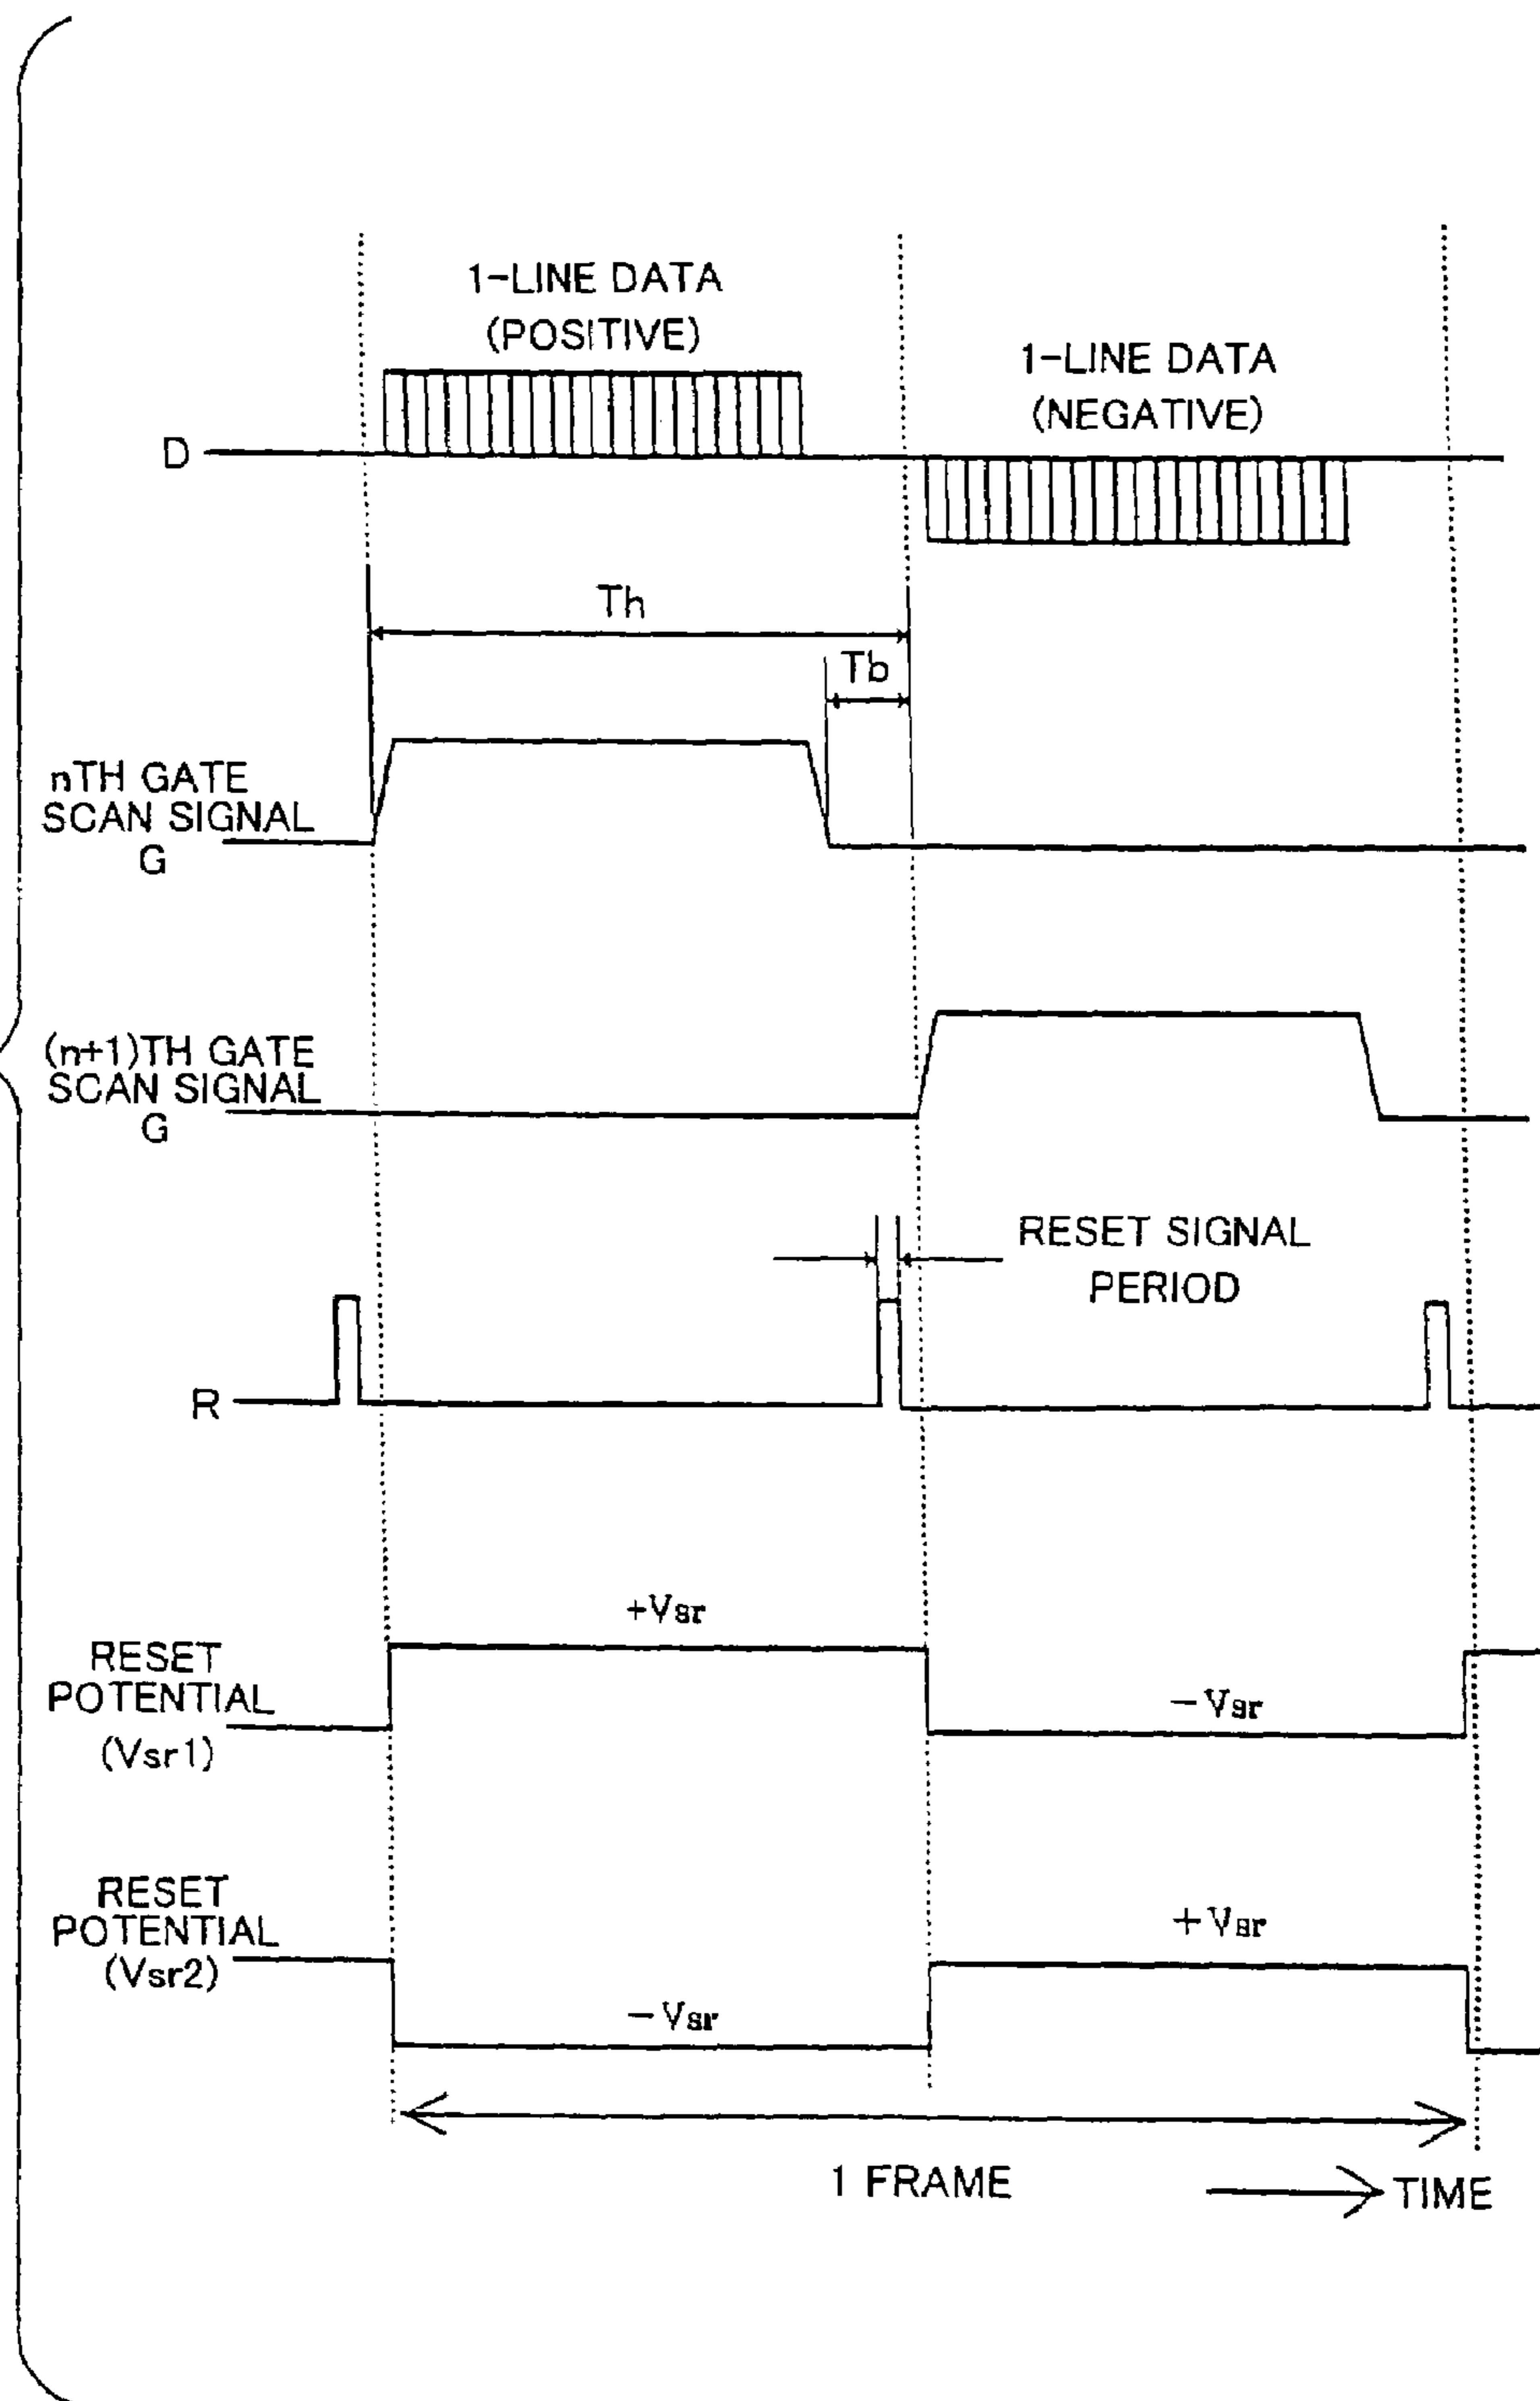 1-LINE DATA
(POSITIVE)
1-LINE DATA
(NEGATIVE)
D
Th
Tb
nTH GATE
SCAN SIGNAL
G
(n+1)TH GATE
SCAN SIGNAL
G
RESET SIGNAL
PERIOD
R
+Vsr
RESET
POTENTIAL
(Vsr1)
−Vsr
RESET
POTENTIAL
(Vsr2)
+Vsr
−Vsr
1 FRAME
TIME